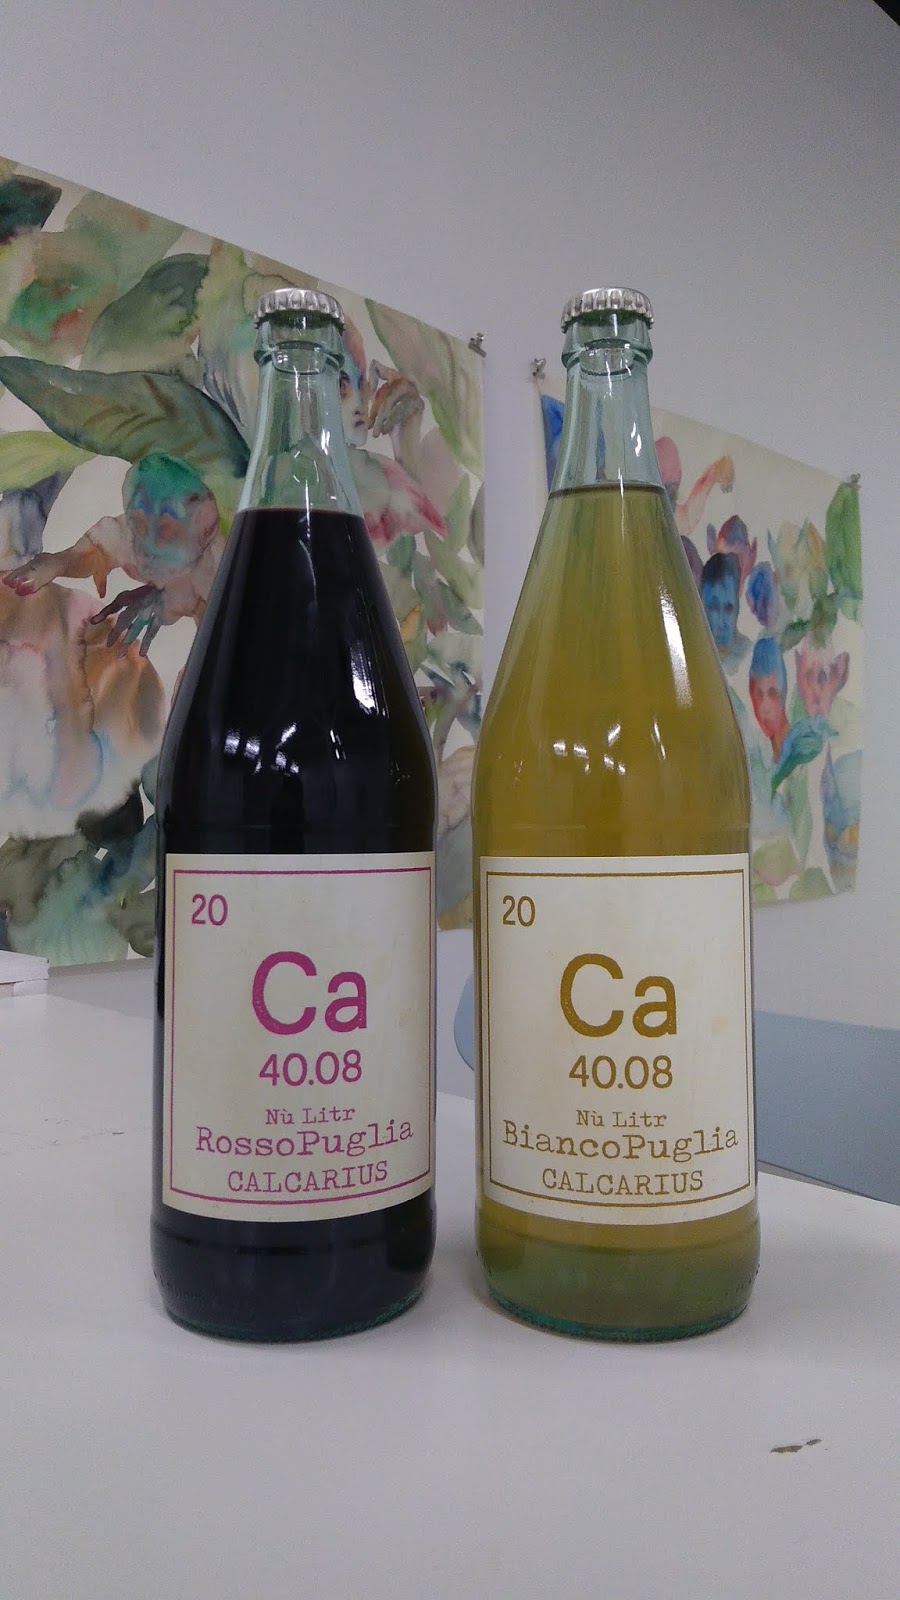 20
Ca
40.08
Nù Litr
RossoPuglia
CALCARIUS
20
Ca
40.08
Nù Litr
BiancoPuglia
CALCARIUS